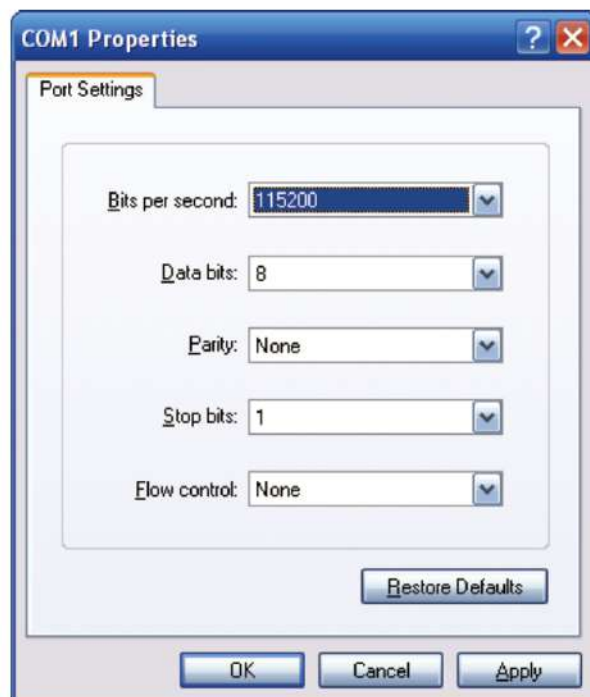 COM1 Properties
Port Settings
Bits per second: 115200
Data bits: 8
Parity: None
Stop bits: 1
Flow control: None
Restore Defaults
OK Cancel Apply